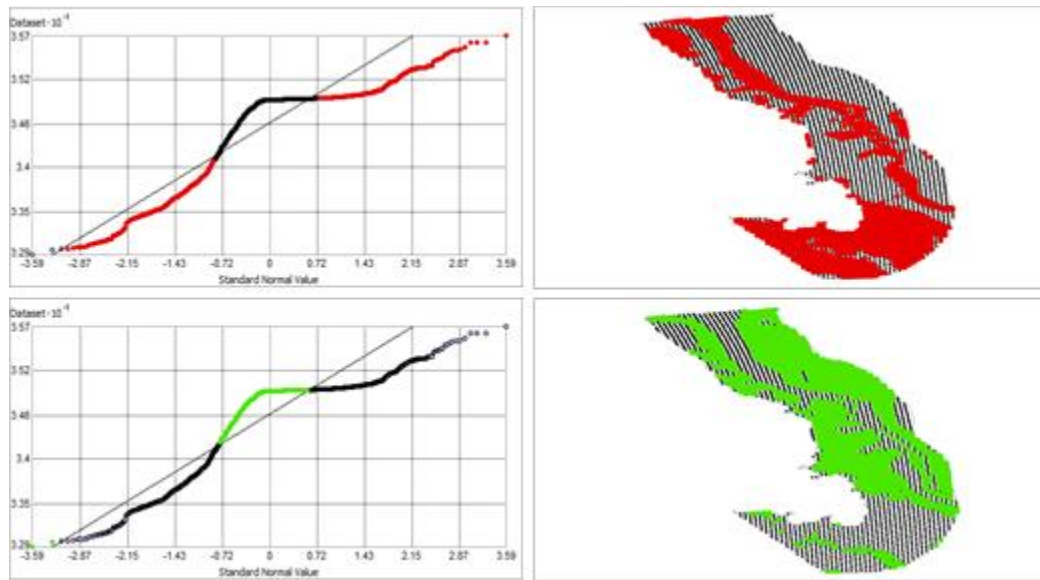 Dataset · 10⁻⁴
3.57
3.52
3.46
3.4
3.35
3.29
-3.59 -2.87 -2.15 -1.43 -0.72 0 0.72 1.43 2.15 2.87 3.59
Standard Normal Value
Dataset · 10⁻⁴
3.57
3.52
3.46
3.4
3.35
3.29
-3.59 -2.87 -2.15 -1.43 -0.72 0 0.72 1.43 2.15 2.87 3.59
Standard Normal Value